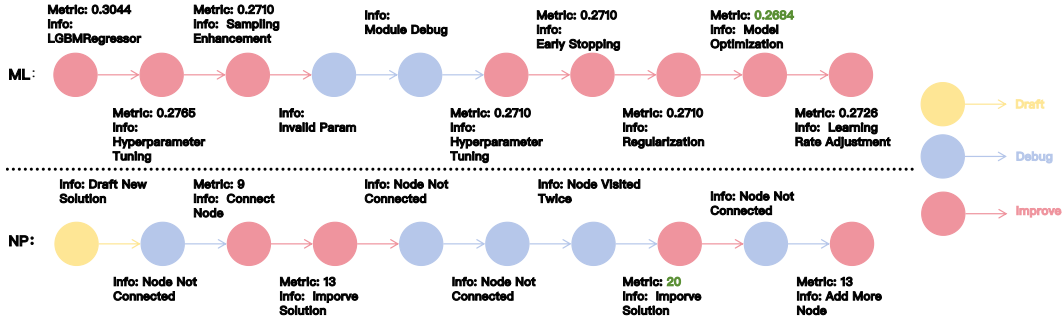 Metric: 0.3044
Info:
LGBMRegressor
Metric: 0.2710
Info: Sampling
Enhancement
Info:
Module Debug
Metric: 0.2710
Info:
Early Stopping
Metric: 0.2684
Info: Model
Optimization
ML:
Metric: 0.2765
Info:
Hyperparameter
Tuning
Info:
Invalid Param
Metric: 0.2710
Info:
Hyperparameter
Tuning
Metric: 0.2710
Info:
Regularization
Metric: 0.2726
Info: Learning
Rate Adjustment
Info: Draft New
Solution
Metric: 9
Info: Connect
Node
Info: Node Not
Connected
Info: Node Visited
Twice
Info: Node Not
Connected
NP:
Info: Node Not
Connected
Metric: 13
Info: Imporve
Solution
Info: Node Not
Connected
Metric: 20
Info: Imporve
Solution
Metric: 13
Info: Add More
Node
Draft
Debug
Improve